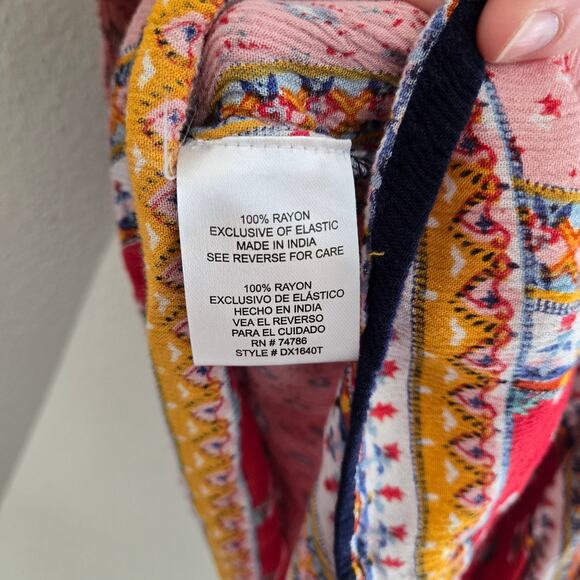 100% RAYON
EXCLUSIVE OF ELASTIC
MADE IN INDIA
SEE REVERSE FOR CARE
100% RAYON
EXCLUSIVO DE ELÁSTICO
HECHO EN INDIA
VEA EL REVERSO
PARA EL CUIDADO
RN # 74786
STYLE # DX1640T